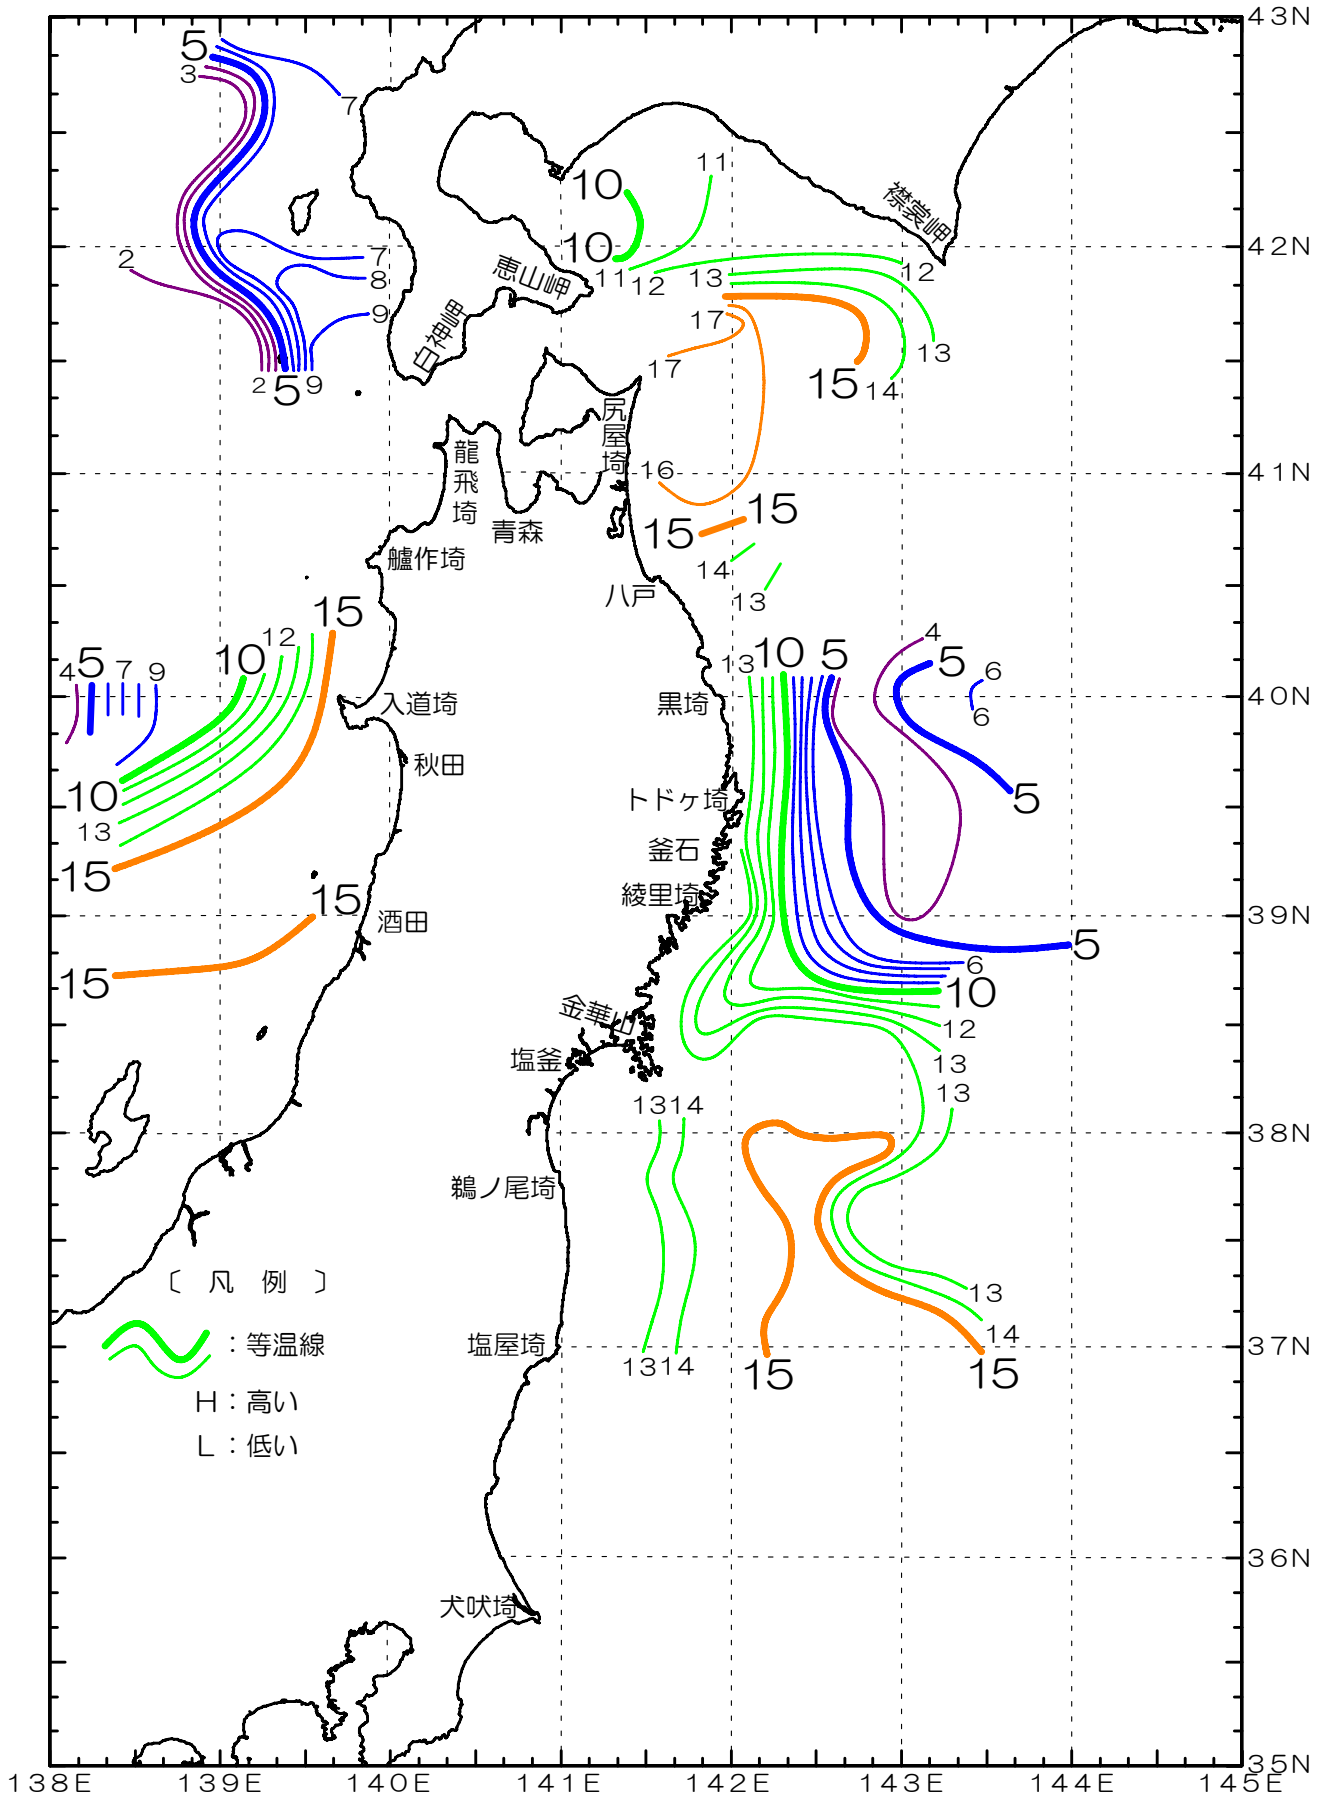 43N
5
3
7
11
10
襟裳岬
10
42N
7
2
12
恵山岬
11
12
13
8
9
白神岬
17
13
17
15
14
2
5
9
尻屋埼
龍飛埼
16
41N
15
15
青森
艫作埼
14
八戸
13
15
12
4
4
5
7
9
10
13
10
5
5
6
入道埼
黒埼
40N
6
秋田
10
トドヶ埼
5
13
釜石
15
綾里埼
15
酒田
39N
5
6
15
10
金華山
12
塩釜
13
13
13
14
38N
鵜ノ尾埼
〔 凡 例 〕
13
:等温線
14
塩屋埼
37N
13
14
15
15
H:高い
L:低い
36N
犬吠埼
35N
138E
139E
140E
141E
142E
143E
144E
145E